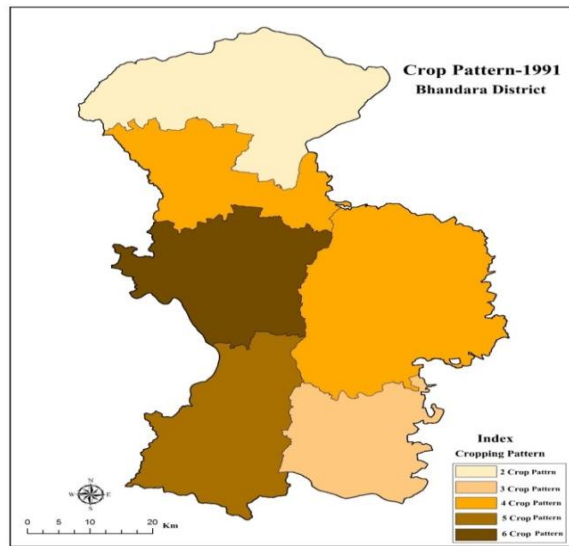 Crop Pattern-1991
Bhandara District
Index
Cropping Pattern
2 Crop Pattrn
3 Crop Pattern
4 Crop Pattern
5 Crop Pattern
6 Crop Pattern
N
W E
S
0 5 10 20 Km